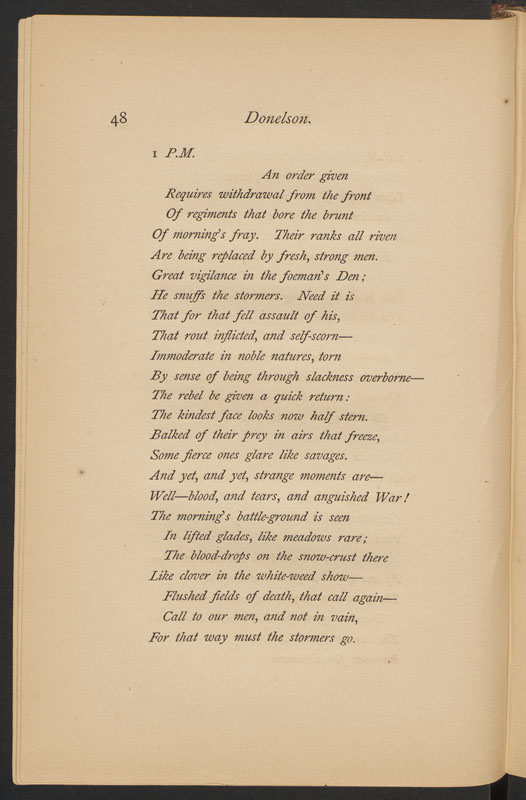 48
Donelson.
1 P.M.
An order given
Requires withdrawal from the front
Of regiments that bore the brunt
Of morning's fray. Their ranks all riven
Are being replaced by fresh, strong men.
Great vigilance in the foeman's Den;
He snuffs the stormers. Need it is
That for that fell assault of his,
That rout inflicted, and self-scorn—
Immoderate in noble natures, torn
By sense of being through slackness overborne—
The rebel be given a quick return:
The kindest face looks now half stern.
Balked of their prey in airs that freeze,
Some fierce ones glare like savages.
And yet, and yet, strange moments are—
Well—blood, and tears, and anguished War!
The morning's battle-ground is seen
In lifted glades, like meadows rare;
The blood-drops on the snow-crust there
Like clover in the white-weed show—
Flushed fields of death, that call again—
Call to our men, and not in vain,
For that way must the stormers go.